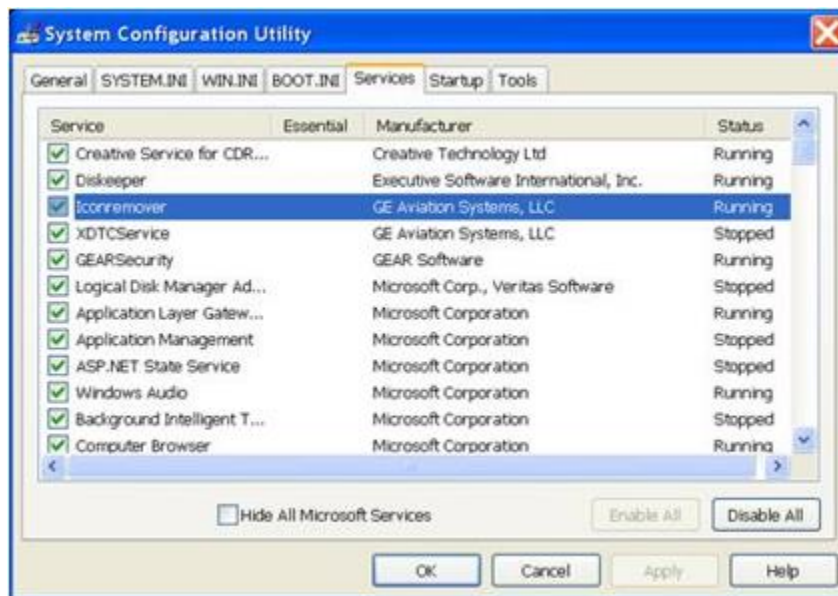 System Configuration Utility
General SYSTEM.INI WIN.INI BOOT.INI Services Startup Tools
Service Essential Manufacturer Status
Creative Service for CDR... Creative Technology Ltd Running
Diskeeper Executive Software International, Inc. Running
Iconremover GE Aviation Systems, LLC Running
XDTCService GE Aviation Systems, LLC Stopped
GEARSecurity GEAR Software Running
Logical Disk Manager Ad... Microsoft Corp., Veritas Software Stopped
Application Layer Gatew... Microsoft Corporation Running
Application Management Microsoft Corporation Stopped
ASP.NET State Service Microsoft Corporation Stopped
Windows Audio Microsoft Corporation Running
Background Intelligent T... Microsoft Corporation Stopped
Computer Browser Microsoft Corporation Running
Hide All Microsoft Services Enable All Disable All
OK Cancel Apply Help